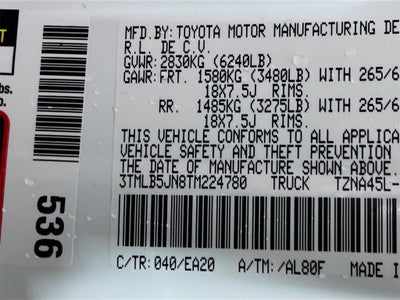 MFD.BY:TOYOTA MOTOR MANUFACTURING DE
R.L. DE C.V.
GVWR: 2830KG (6240LB)
GAWR:FRT. 1580KG (3480LB) WITH 265/6
18X7.5J RIMS.
RR. 1485KG (3275LB) WITH 265/6
18X7.5J RIMS.
THIS VEHICLE CONFORMS TO ALL APPLICA
VEHICLE SAFETY AND THEFT PREVENTION
THE DATE OF MANUFACTURE SHOWN ABOVE.
3TMLB5JN8TM224780 TRUCK TZNA45L-
C/TR: 040/EA20 A/TM:/AL80F MADE I
536
bs.
o.